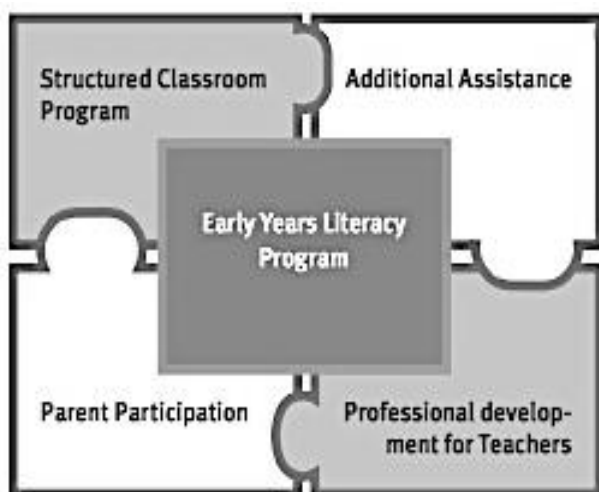 Structured Classroom
Program
Additional Assistance
Early Years Literacy
Program
Parent Participation
Professional develop-
ment for Teachers